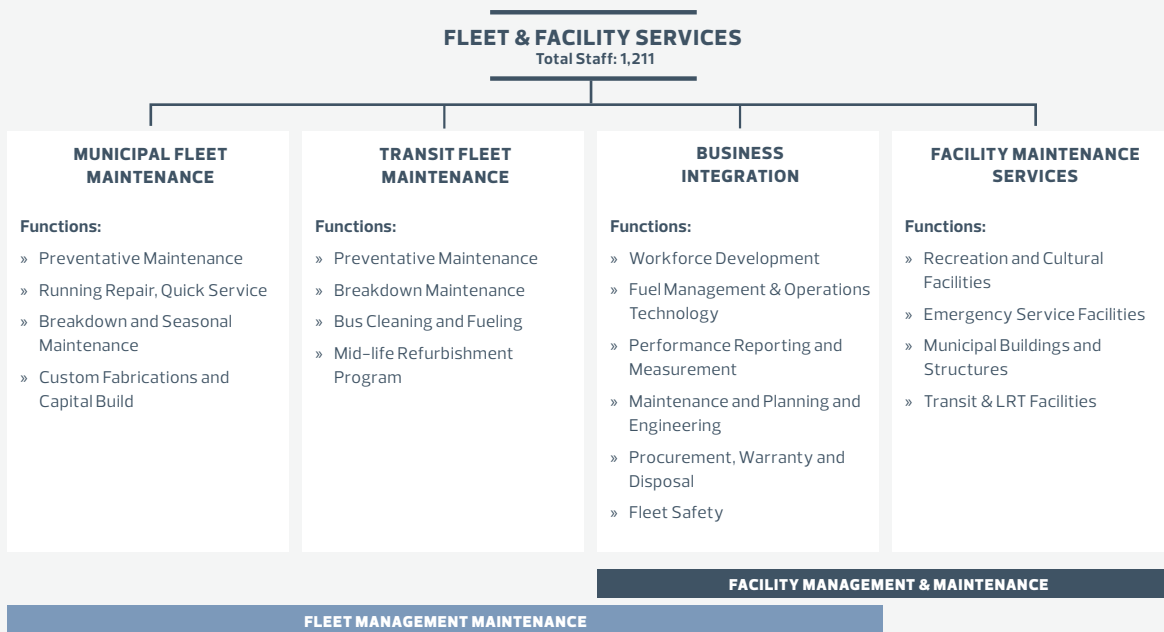 FLEET & FACILITY SERVICES
Total Staff: 1,211
MUNICIPAL FLEET
MAINTENANCE
Functions:
» Preventative Maintenance
» Running Repair, Quick Service
» Breakdown and Seasonal
Maintenance
» Custom Fabrications and
Capital Build
TRANSIT FLEET
MAINTENANCE
Functions:
» Preventative Maintenance
» Breakdown Maintenance
» Bus Cleaning and Fueling
» Mid-life Refurbishment
Program
BUSINESS
INTEGRATION
Functions:
» Workforce Development
» Fuel Management & Operations
Technology
» Performance Reporting and
Measurement
» Maintenance and Planning and
Engineering
» Procurement, Warranty and
Disposal
» Fleet Safety
FACILITY MAINTENANCE
SERVICES
Functions:
» Recreation and Cultural
Facilities
» Emergency Service Facilities
» Municipal Buildings and
Structures
» Transit & LRT Facilities
FACILITY MANAGEMENT & MAINTENANCE
FLEET MANAGEMENT MAINTENANCE